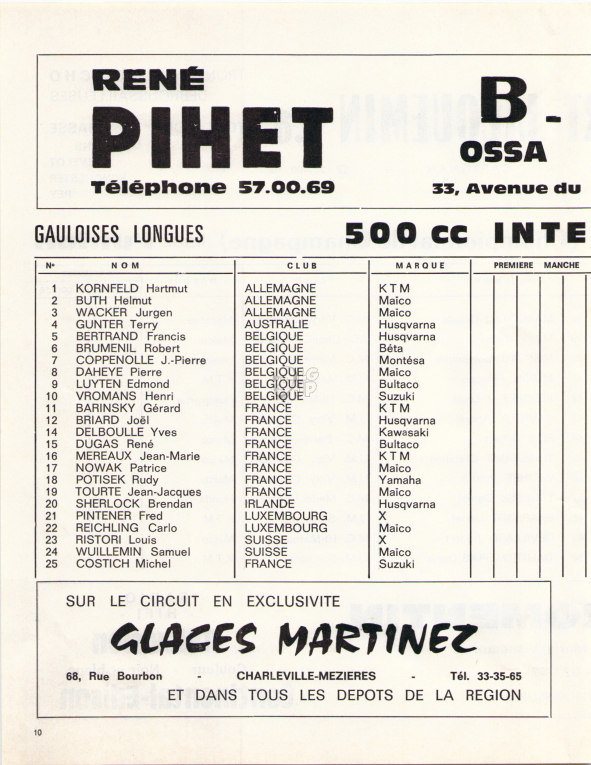 RENÉ
PIHET
Téléphone 57.00.69
B -
OSSA
33, Avenue du
GAULOISES LONGUES 500 cc INTE
N° NOM CLUB MARQUE PREMIERE MANCHE
1 KORNFELD Hartmut ALLEMAGNE KTM
2 BUTH Helmut ALLEMAGNE Maïco
3 WACKER Jurgen ALLEMAGNE Maïco
4 GUNTER Terry AUSTRALIE Husqvarna
5 BERTRAND Francis BELGIQUE Husqvarna
6 BRUMENIL Robert BELGIQUE Béta
7 COPPENOLLE J.-Pierre BELGIQUE Montésa
8 DAHEYE Pierre BELGIQUE Maïco
9 LUYTEN Edmond BELGIQUE Bultaco
10 VROMANS Henri BELGIQUE Suzuki
11 BARINSKY Gérard FRANCE KTM
12 BRIARD Joël FRANCE Husqvarna
14 DELBOULLE Yves FRANCE Kawasaki
15 DUGAS René FRANCE Bultaco
16 MEREAUX Jean-Marie FRANCE KTM
17 NOWAK Patrice FRANCE Maïco
18 POTISEK Rudy FRANCE Yamaha
19 TOURTE Jean-Jacques FRANCE Maïco
20 SHERLOCK Brendan IRLANDE Husqvarna
21 PINTENER Fred LUXEMBOURG X
22 REICHLING Carlo LUXEMBOURG Maïco
23 RISTORI Louis SUISSE X
24 WUILLEMIN Samuel SUISSE Maïco
25 COSTICH Michel FRANCE Suzuki
SUR LE CIRCUIT EN EXCLUSIVITE
GLACES MARTINEZ
68, Rue Bourbon - CHARLEVILLE-MEZIERES - Tél. 33-35-65
ET DANS TOUS LES DEPOTS DE LA REGION
10